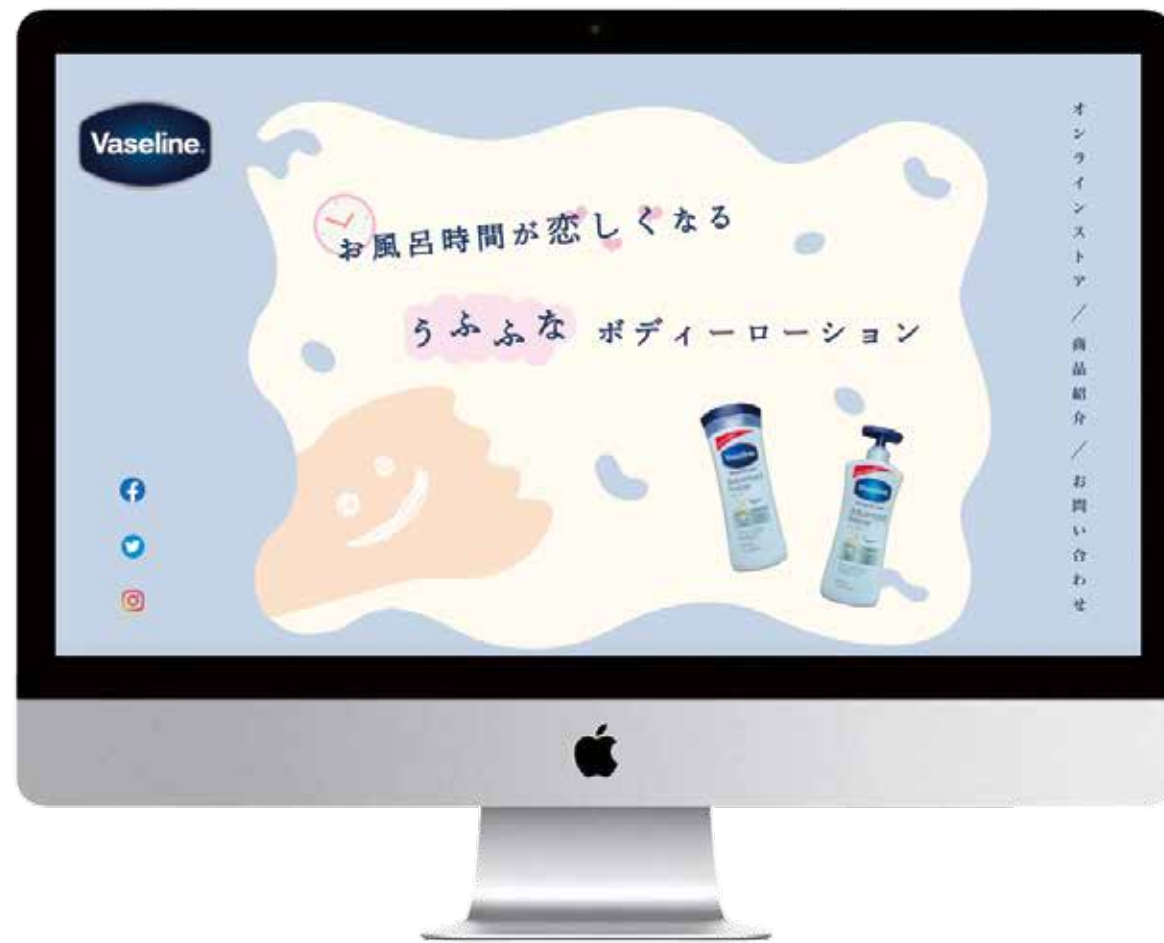 Vaseline.
お風呂時間が恋しくなる
うふふな ボディーローション
オンラインストア / 商品紹介 / お問い合わせ
Vaseline
Vaseline